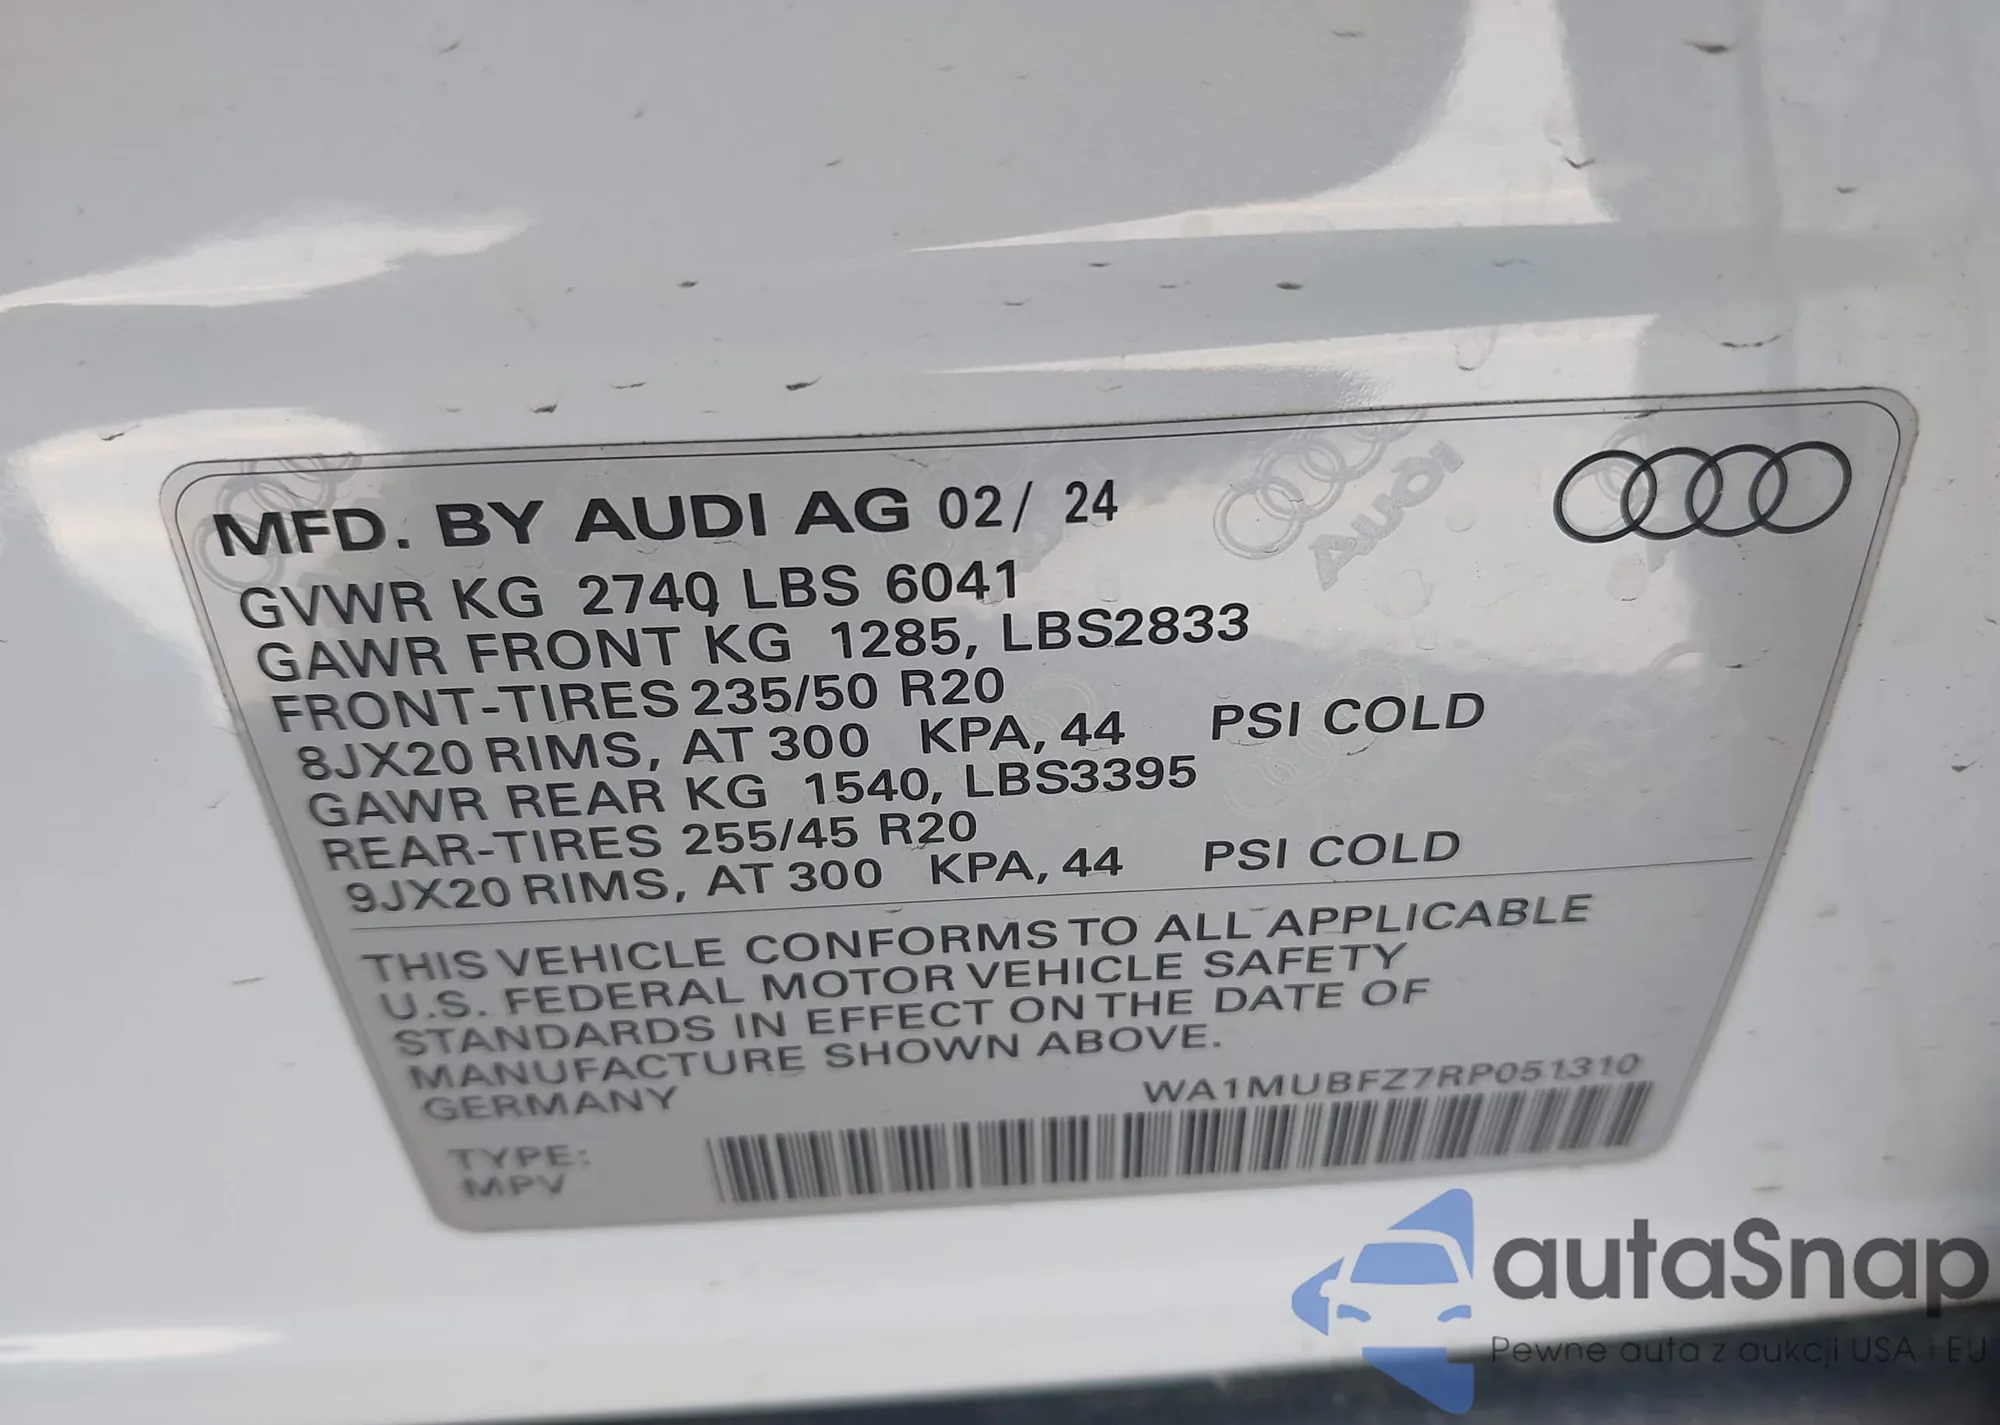 MFD. BY AUDI AG 02/ 24
GVWR KG 2740 LBS 6041
GAWR FRONT KG 1285, LBS2833
FRONT-TIRES 235/50 R20
8JX20 RIMS, AT 300 KPA, 44 PSI COLD
GAWR REAR KG 1540, LBS3395
REAR-TIRES 255/45 R20
9JX20 RIMS, AT 300 KPA, 44 PSI COLD
THIS VEHICLE CONFORMS TO ALL APPLICABLE
U.S. FEDERAL MOTOR VEHICLE SAFETY
STANDARDS IN EFFECT ON THE DATE OF
MANUFACTURE SHOWN ABOVE.
GERMANY
WA1MUBFZ7RP051310
TYPE:
MPV
Audi
autaSnap
Pewne auta z aukcji USA i EU